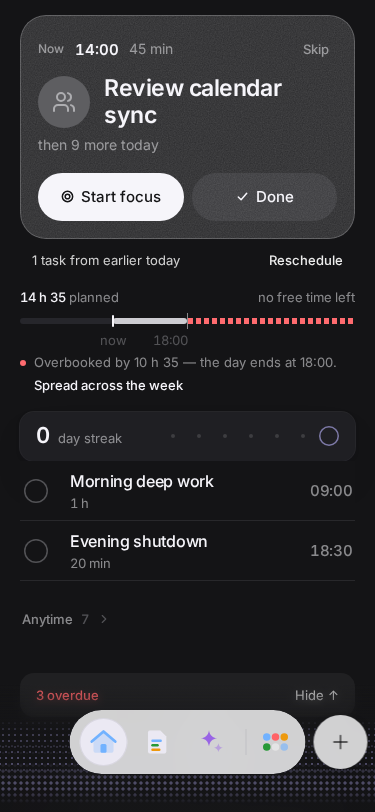 Now 14:00 45 min Skip
Review calendar
sync
then 9 more today
Start focus Done
1 task from earlier today Reschedule
14 h 35 planned no free time left
now 18:00
Overbooked by 10 h 35 — the day ends at 18:00.
Spread across the week
0 day streak
Morning deep work 09:00
1 h
Evening shutdown 18:30
20 min
Anytime 7
3 overdue Hide ↑